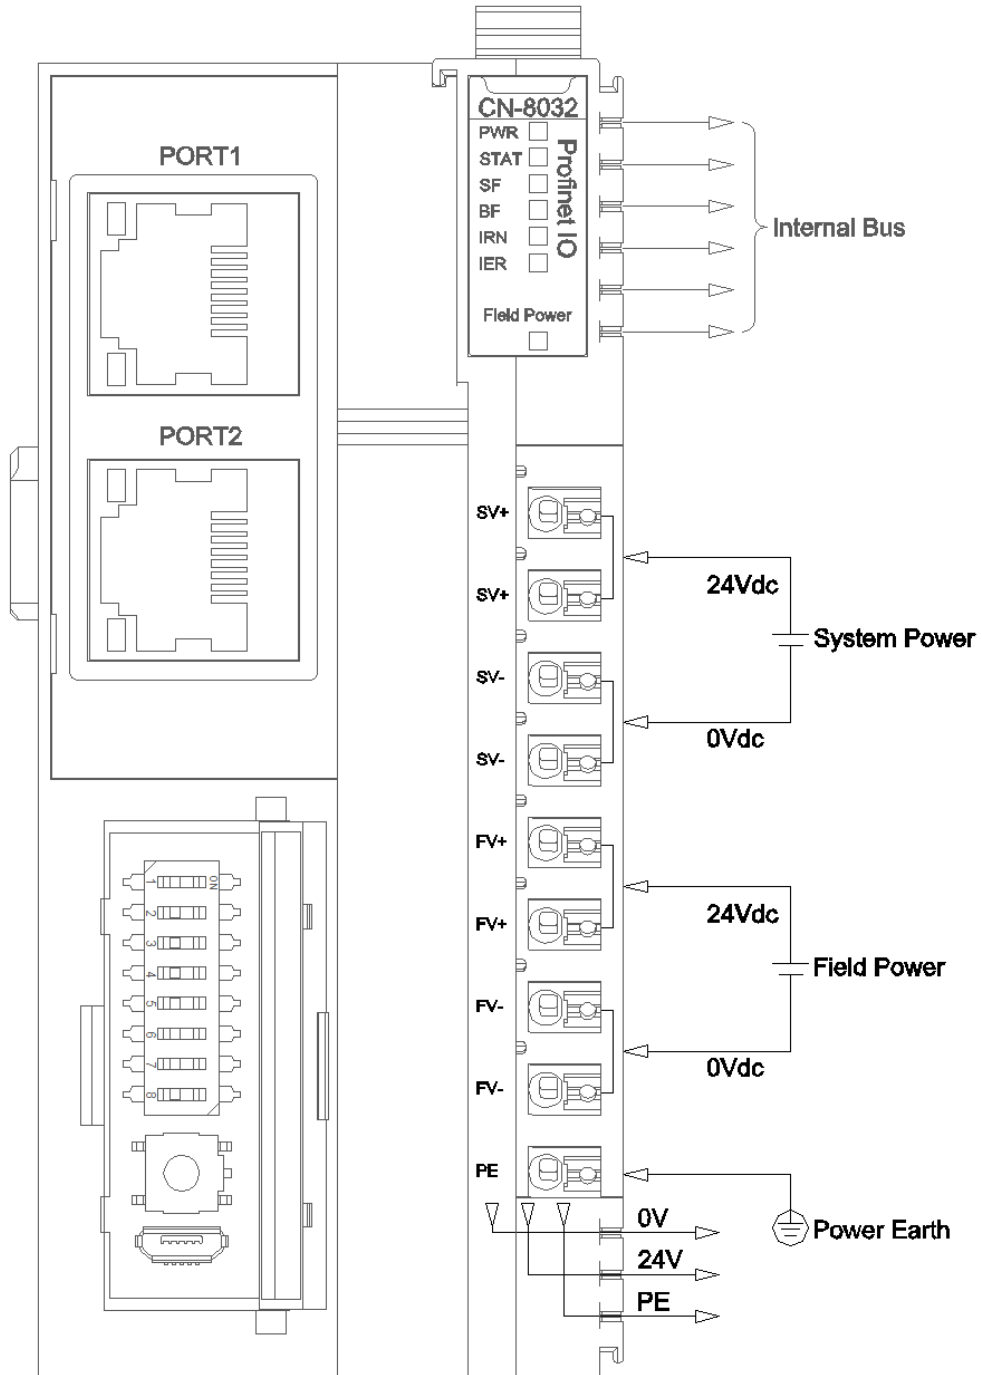 CN-8032
PWR
STAT
SF
BF
IRN
IER
Profinet IO
Field Power
PORT1
PORT2
Internal Bus
SV+
SV+
SV-
SV-
FV+
FV+
FV-
FV-
PE
24Vdc
System Power
0Vdc
24Vdc
Field Power
0Vdc
Power Earth
0V
24V
PE
ON
1
2
3
4
5
6
7
8